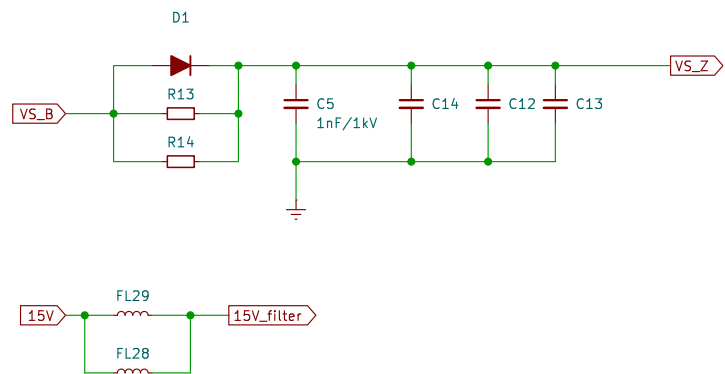 D1
R13
VS_B
R14
VS_Z
C5
1nF/1kV
C14
C12
C13
15V
FL29
15V_filter
FL28